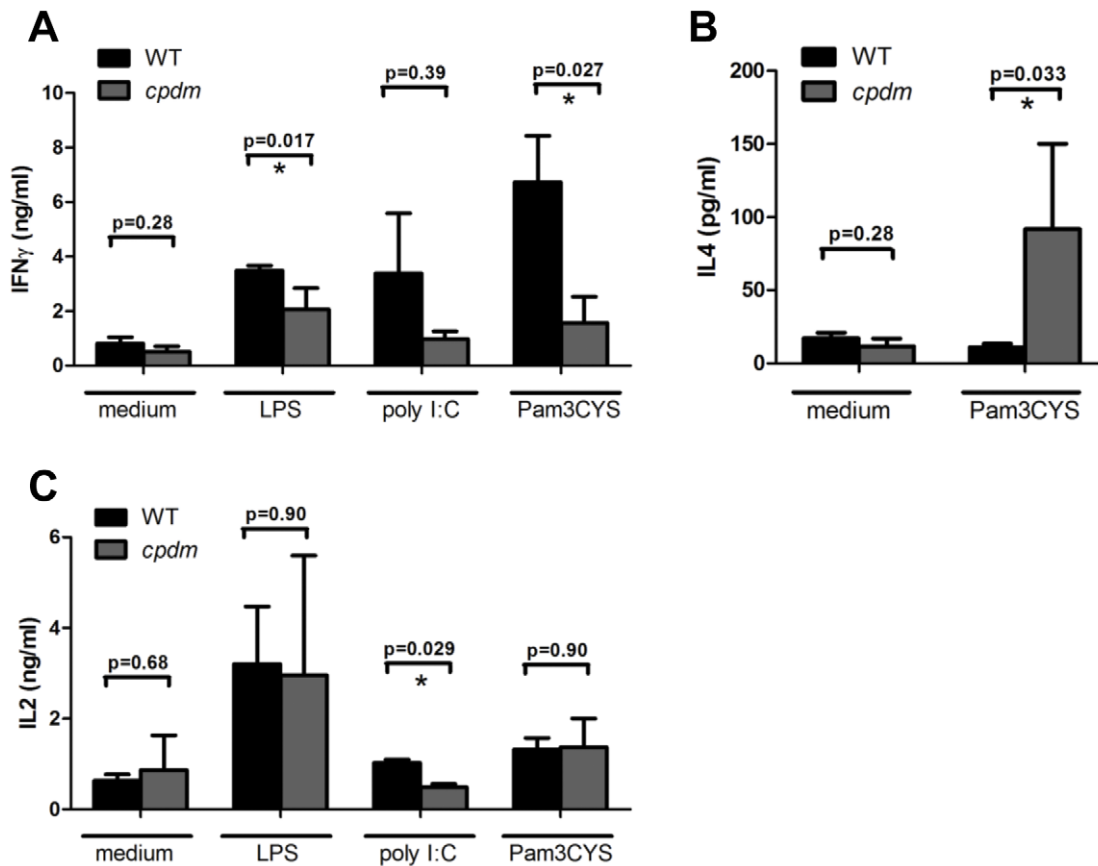 A
WT
cpdm
IFNγ (ng/ml)
10
8
6
4
2
0
p=0.28
p=0.017
*
p=0.39
p=0.027
*
medium
LPS
poly I:C
Pam3CYS
B
WT
cpdm
IL4 (pg/ml)
200
150
100
50
0
p=0.28
p=0.033
*
medium
Pam3CYS
C
WT
cpdm
IL2 (ng/ml)
6
4
2
0
p=0.68
p=0.90
p=0.029
*
p=0.90
medium
LPS
poly I:C
Pam3CYS